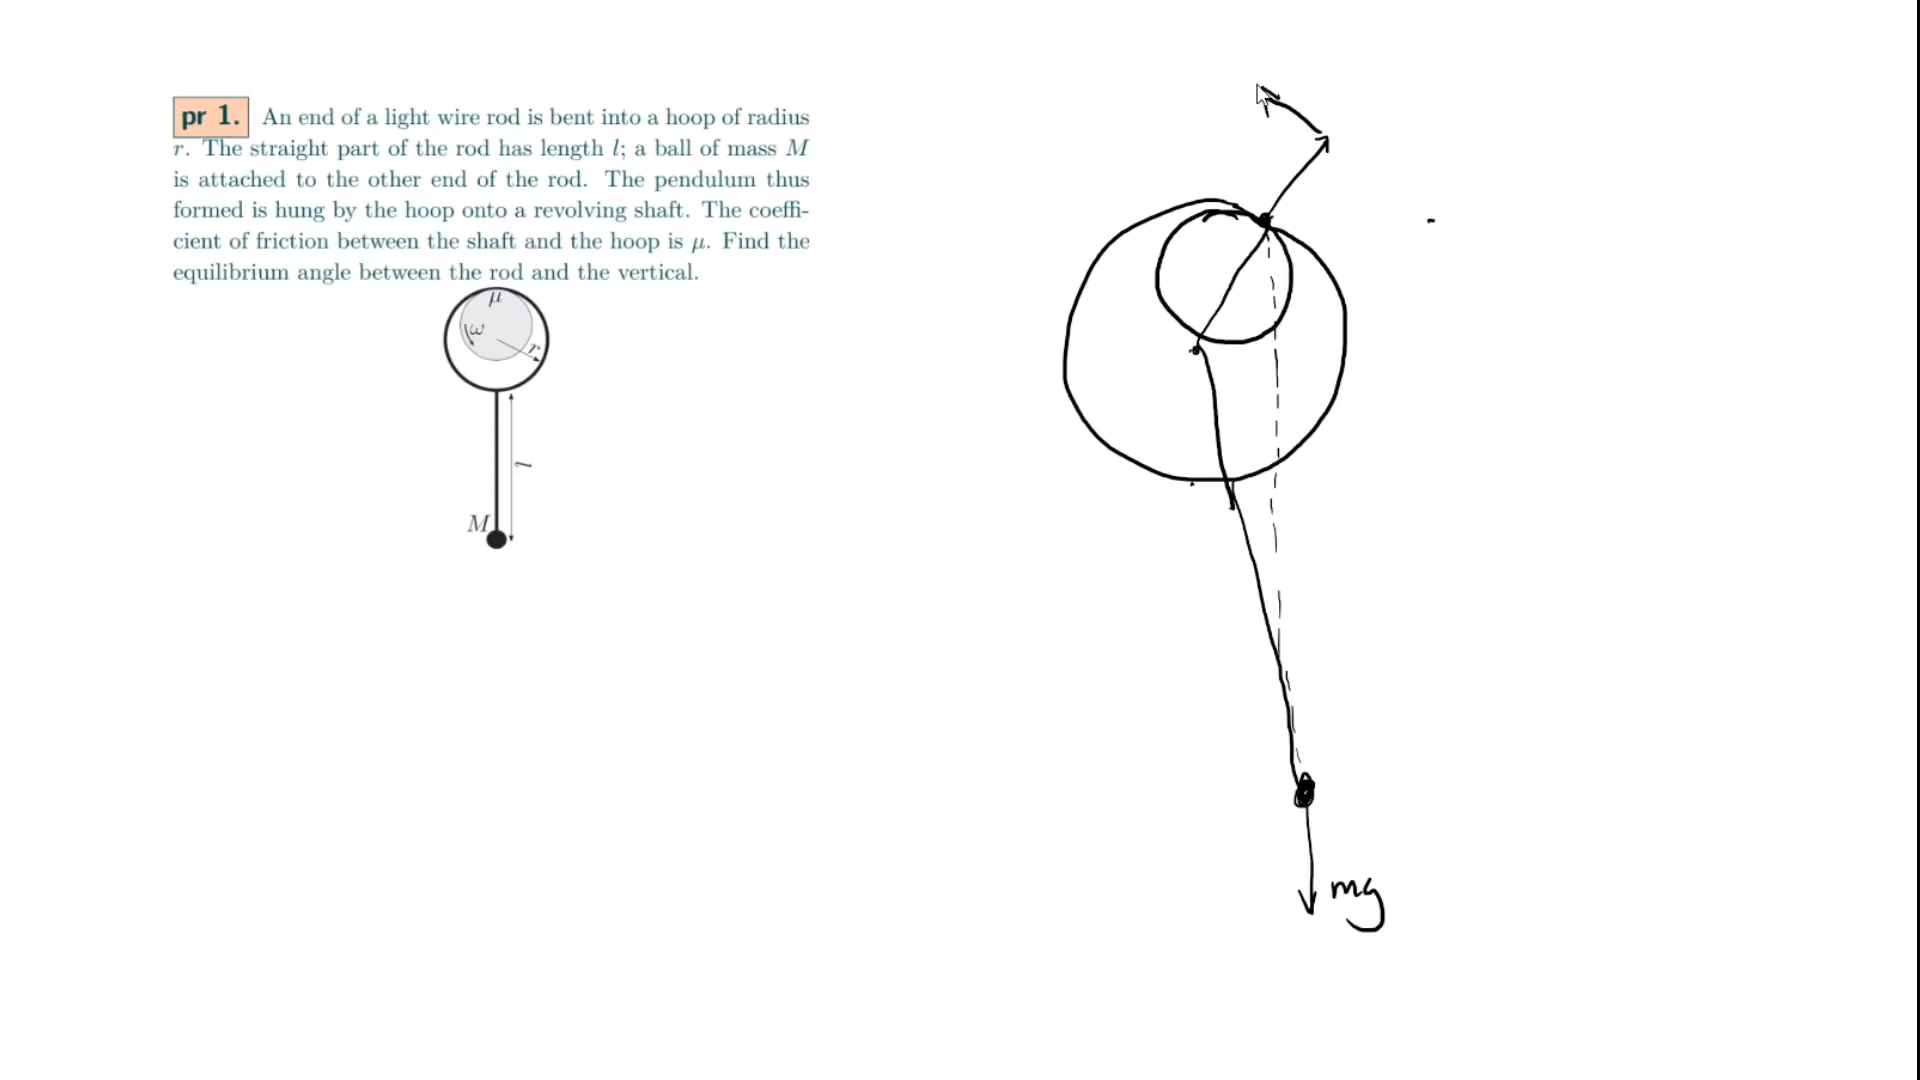 pr 1. An end of a light wire rod is bent into a hoop of radius
r. The straight part of the rod has length l; a ball of mass M
is attached to the other end of the rod. The pendulum thus
formed is hung by the hoop onto a revolving shaft. The coeffi-
cient of friction between the shaft and the hoop is μ. Find the
equilibrium angle between the rod and the vertical.
μ
ω
r
l
M
mg